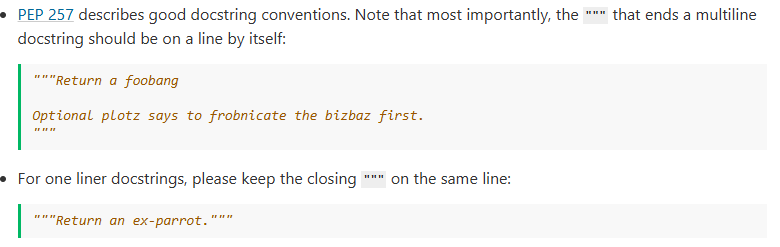 PEP 257 describes good docstring conventions. Note that most importantly, the """ that ends a multiline
docstring should be on a line by itself:
"""Return a foobang
Optional plotz says to frobnicate the bizbaz first.
"""
For one liner docstrings, please keep the closing """ on the same line:
"""Return an ex-parrot."""